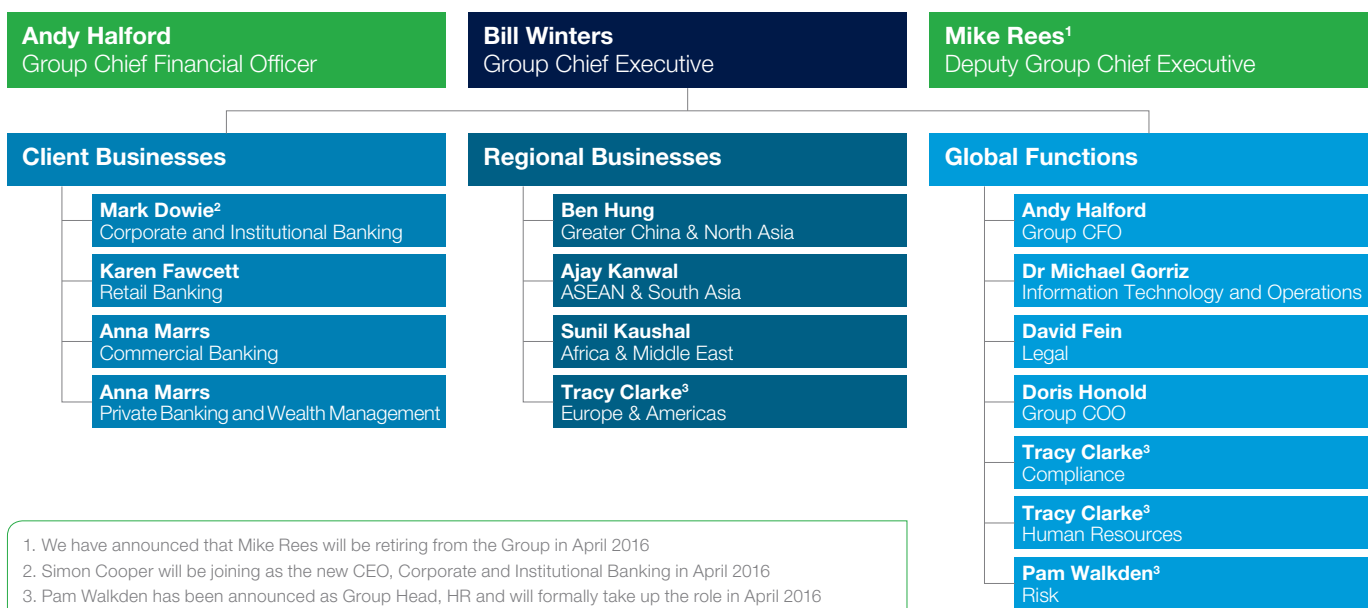 Andy Halford
Group Chief Financial Officer
Bill Winters
Group Chief Executive
Mike Rees¹
Deputy Group Chief Executive
Client Businesses
Mark Dowie²
Corporate and Institutional Banking
Karen Fawcett
Retail Banking
Anna Marrs
Commercial Banking
Anna Marrs
Private Banking and Wealth Management
Regional Businesses
Ben Hung
Greater China & North Asia
Ajay Kanwal
ASEAN & South Asia
Sunil Kaushal
Africa & Middle East
Tracy Clarke³
Europe & Americas
Global Functions
Andy Halford
Group CFO
Dr Michael Gorriz
Information Technology and Operations
David Fein
Legal
Doris Honold
Group COO
Tracy Clarke³
Compliance
Tracy Clarke³
Human Resources
Pam Walkden³
Risk
1. We have announced that Mike Rees will be retiring from the Group in April 2016
2. Simon Cooper will be joining as the new CEO, Corporate and Institutional Banking in April 2016
3. Pam Walkden has been announced as Group Head, HR and will formally take up the role in April 2016